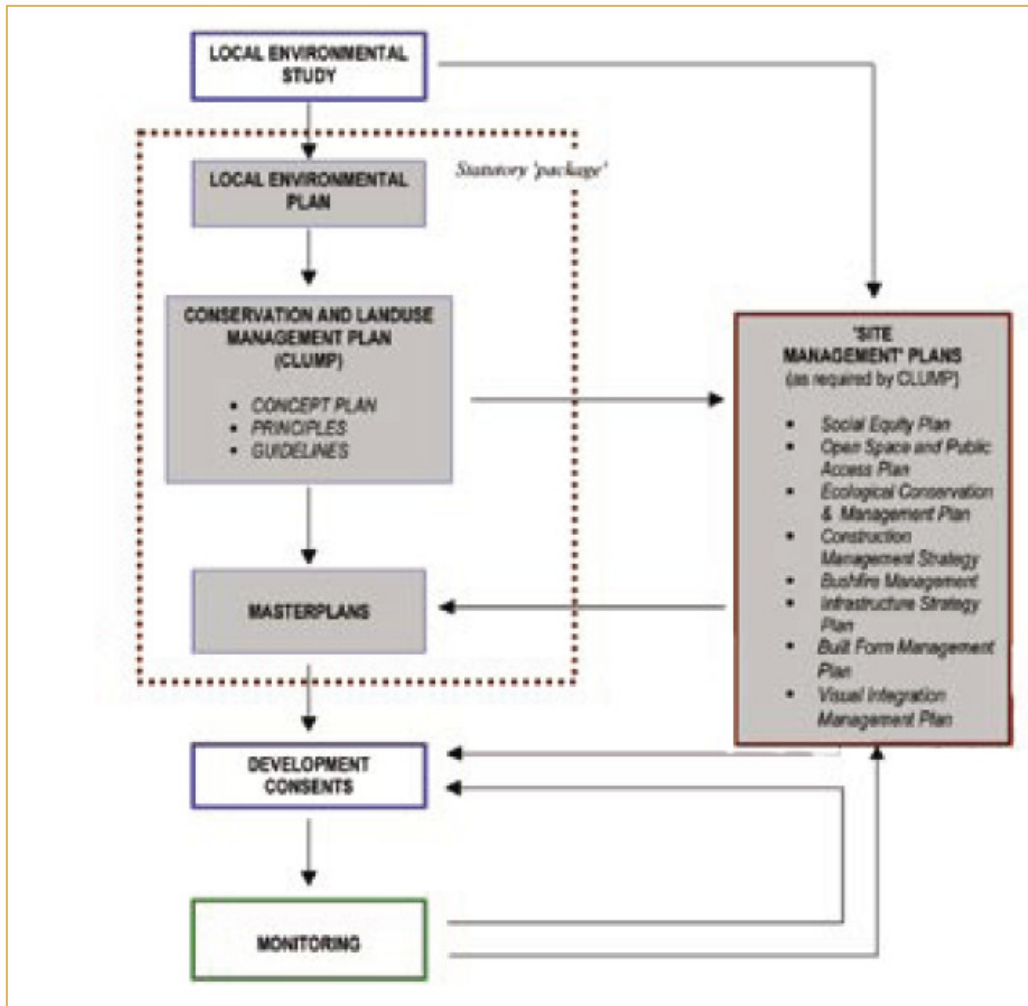 LOCAL ENVIRONMENTAL
STUDY
Statutory 'package'
LOCAL ENVIRONMENTAL
PLAN
CONSERVATION AND LANDUSE
MANAGEMENT PLAN
(CLUMP)
• CONCEPT PLAN
• PRINCIPLES
• GUIDELINES
MASTERPLANS
DEVELOPMENT
CONSENTS
MONITORING
'SITE
MANAGEMENT' PLANS
(as required by CLUMP)
▪ Social Equity Plan
▪ Open Space and Public
Access Plan
▪ Ecological Conservation
& Management Plan
▪ Construction
Management Strategy
▪ Bushfire Management
▪ Infrastructure Strategy
Plan
▪ Built Form Management
Plan
▪ Visual Integration
Management Plan